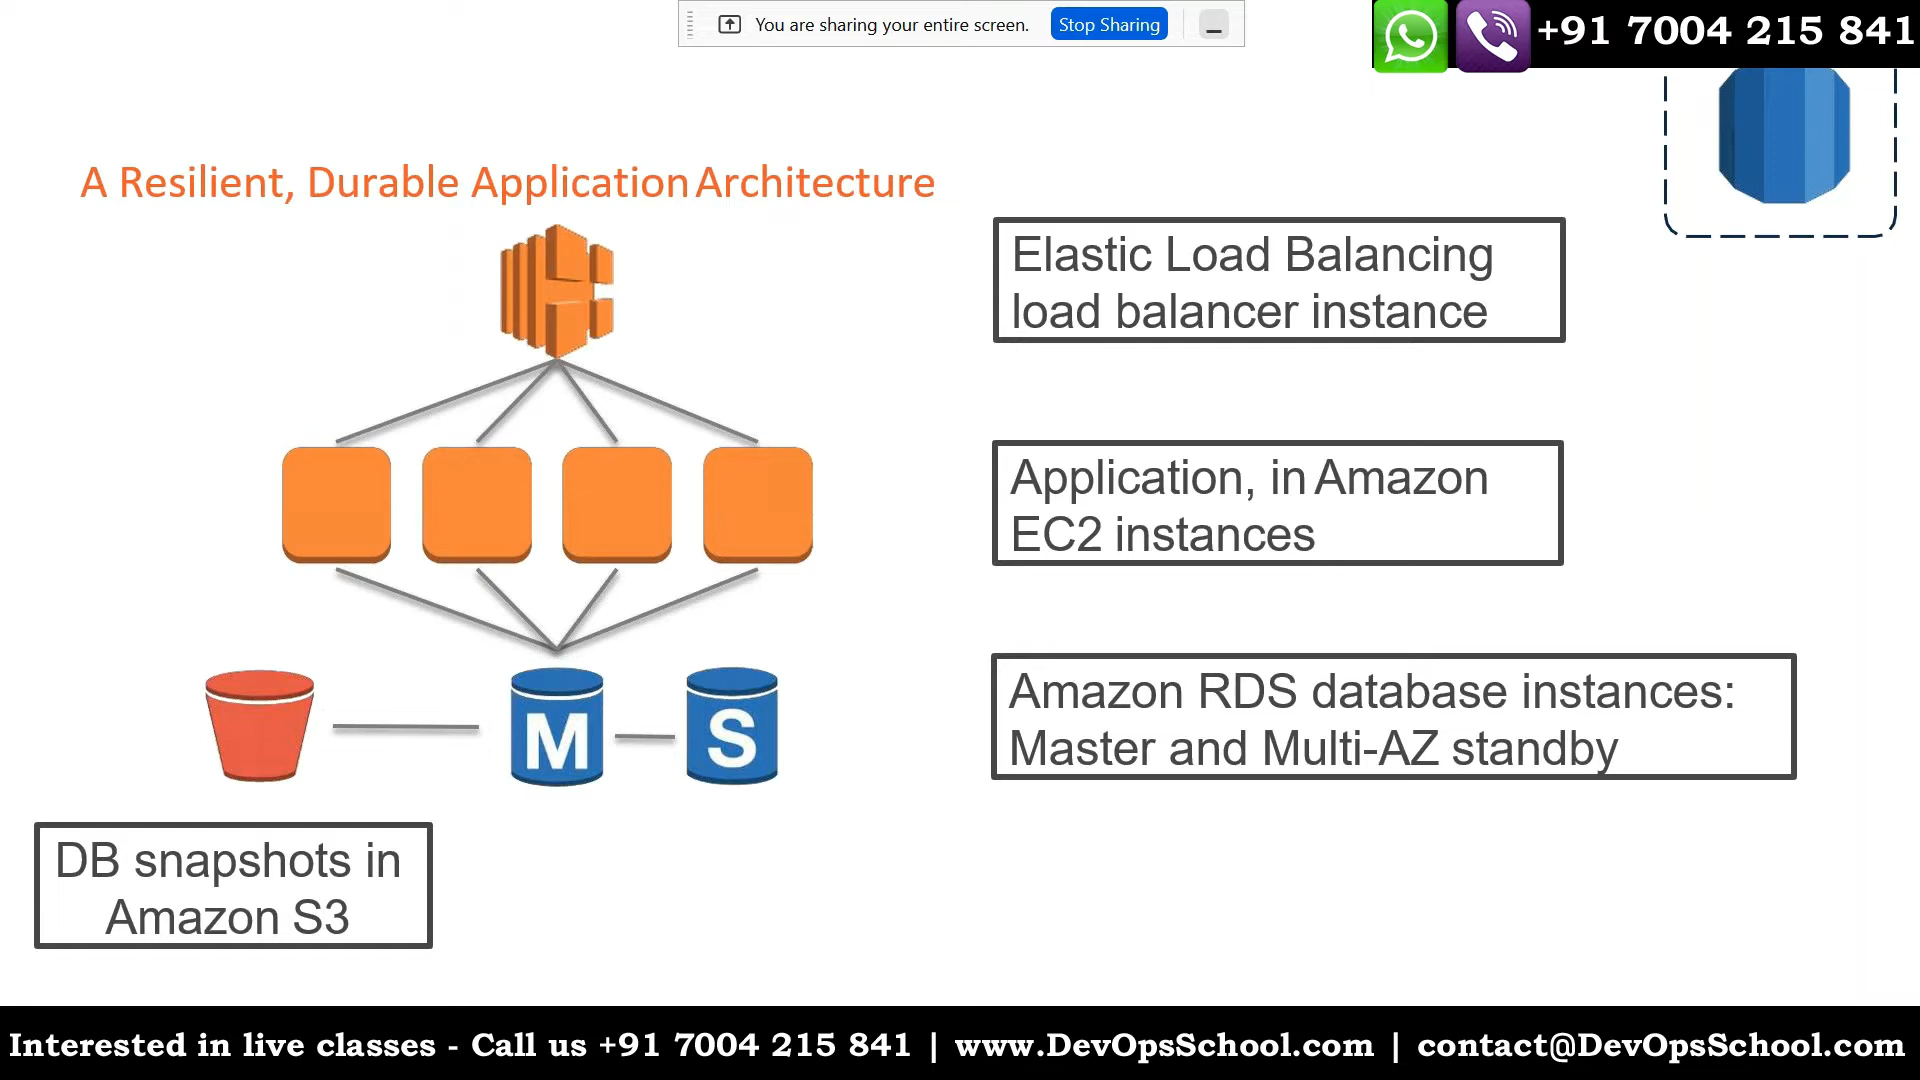 You are sharing your entire screen. Stop Sharing
+91 7004 215 841
A Resilient, Durable Application Architecture
Elastic Load Balancing
load balancer instance
Application, in Amazon
EC2 instances
M S
Amazon RDS database instances:
Master and Multi-AZ standby
DB snapshots in
Amazon S3
Interested in live classes - Call us +91 7004 215 841 | www.DevOpsSchool.com | contact@DevOpsSchool.com